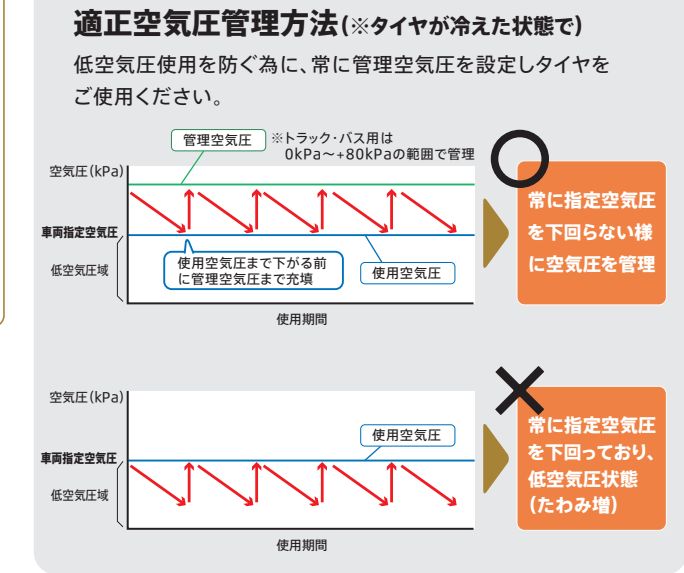 適正空気圧管理方法(※タイヤが冷えた状態で)
低空気圧使用を防ぐ為に、常に管理空気圧を設定しタイヤを
ご使用ください。
管理空気圧
※トラック・バス用は
0kPa〜+80kPaの範囲で管理
空気圧(kPa)
車両指定空気圧
低空気圧域
使用空気圧まで下がる前
に管理空気圧まで充填
使用空気圧
使用期間
常に指定空気圧
を下回らない様
に空気圧を管理
空気圧(kPa)
使用空気圧
車両指定空気圧
低空気圧域
使用期間
常に指定空気圧
を下回っており、
低空気圧状態
(たわみ増)